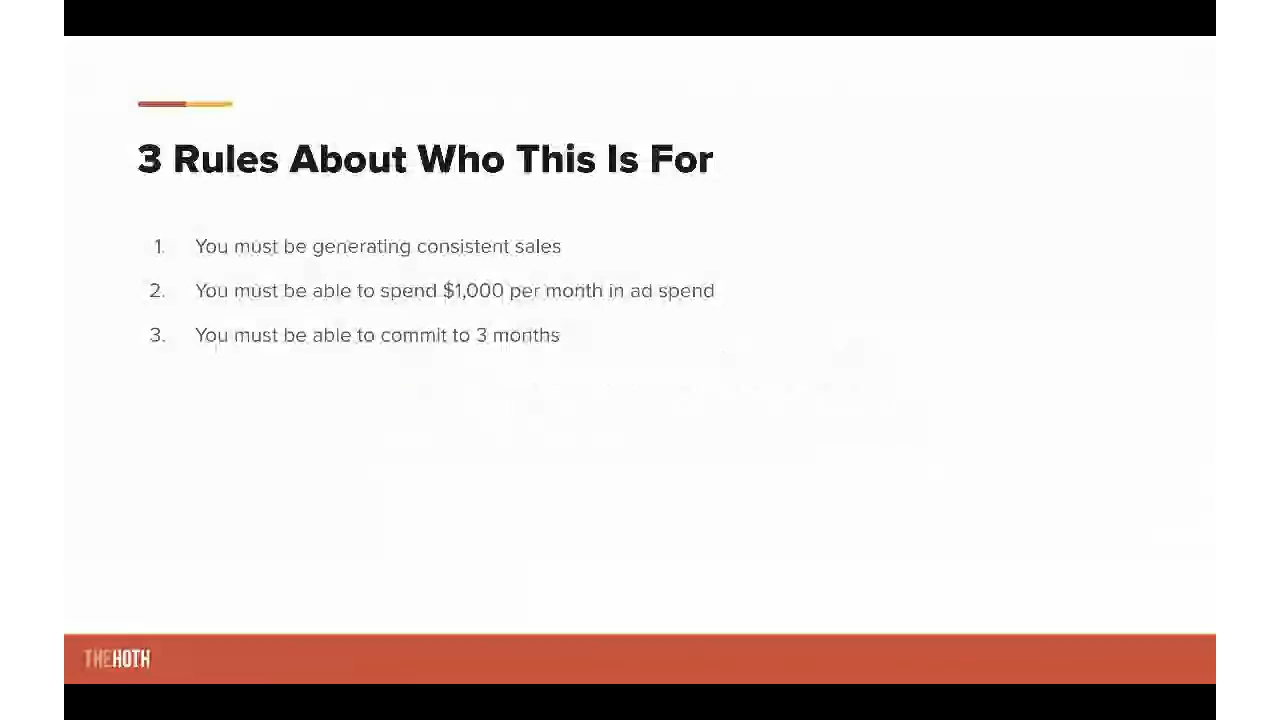 3 Rules About Who This Is For
1. You must be generating consistent sales
2. You must be able to spend $1,000 per month in ad spend
3. You must be able to commit to 3 months
THEHOTH